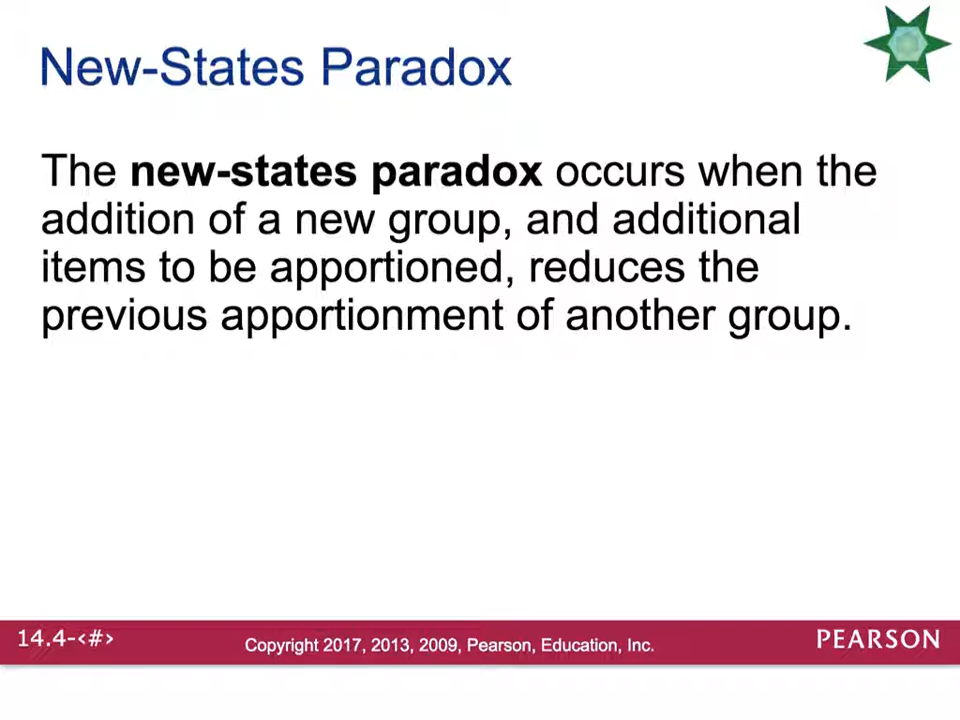 New-States Paradox
The new-states paradox occurs when the
addition of a new group, and additional
items to be apportioned, reduces the
previous apportionment of another group.
14.4-‹#›
Copyright 2017, 2013, 2009, Pearson, Education, Inc.
PEARSON